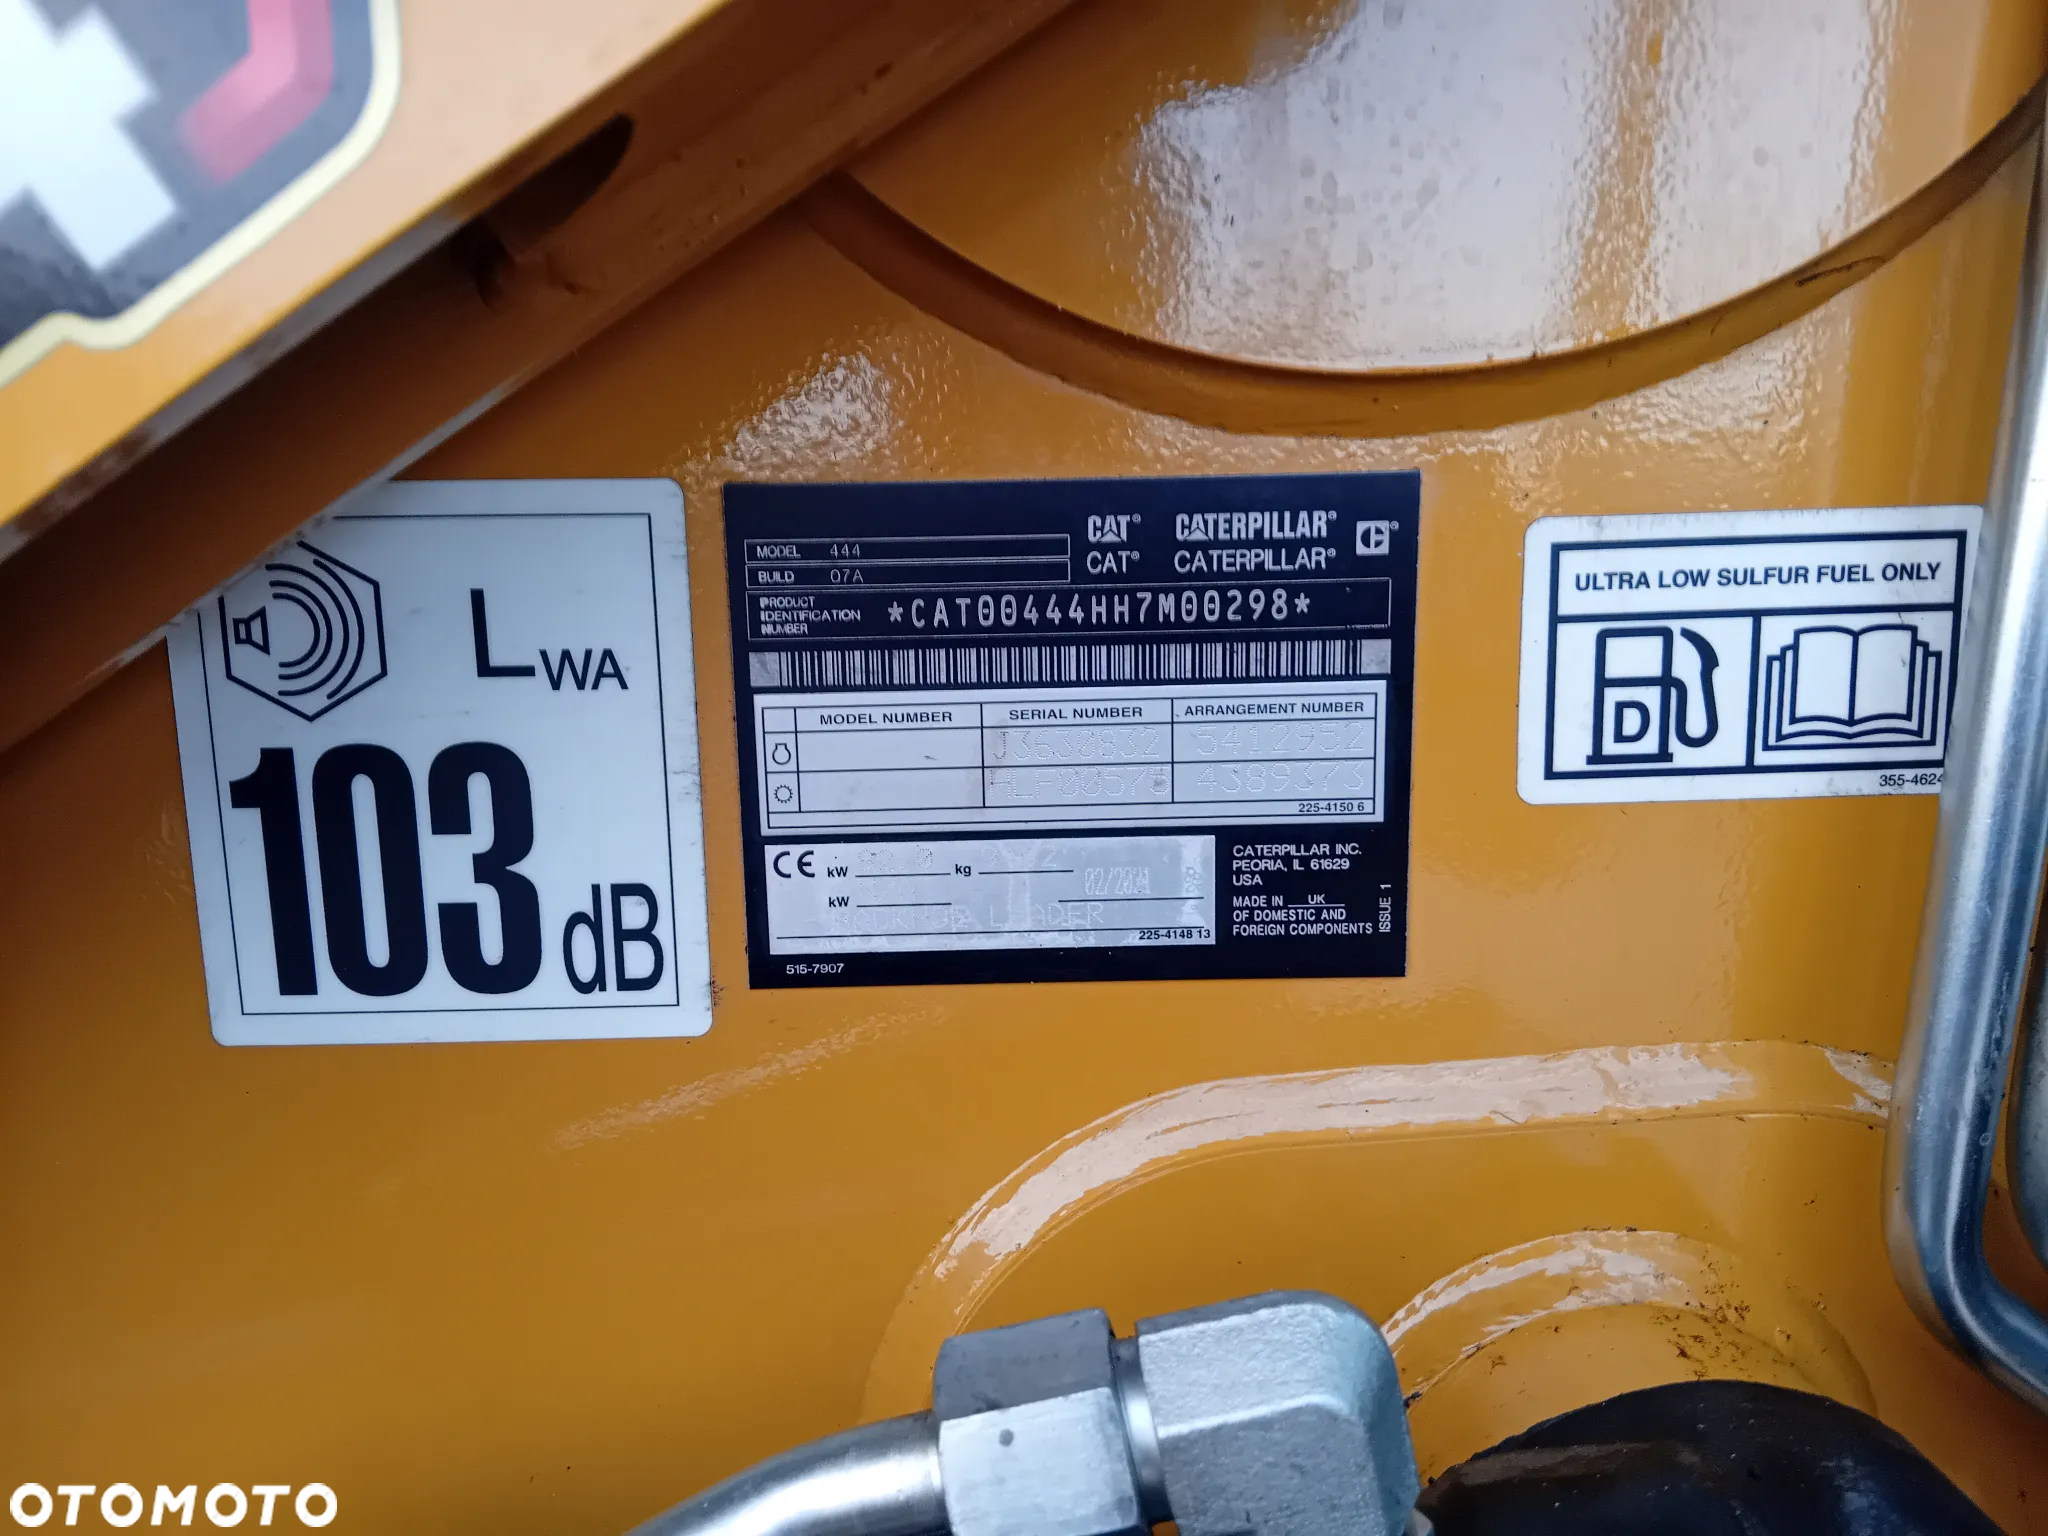 LWA
103 dB
CAT® CATERPILLAR®
CAT® CATERPILLAR®
MODEL 444
BUILD 07A
PRODUCT
IDENTIFICATION
NUMBER
*CAT00444HH7M00298*
MODEL NUMBER SERIAL NUMBER ARRANGEMENT NUMBER
J3630832 5412952
HLF00575 4389373
225-4150 6
CE kW kg
kW 02/2021
LOADER
225-4148 13
CATERPILLAR INC.
PEORIA, IL 61629
USA
MADE IN UK
OF DOMESTIC AND
FOREIGN COMPONENTS
ISSUE 1
515-7907
ULTRA LOW SULFUR FUEL ONLY
D
355-4624
OTOMOTO